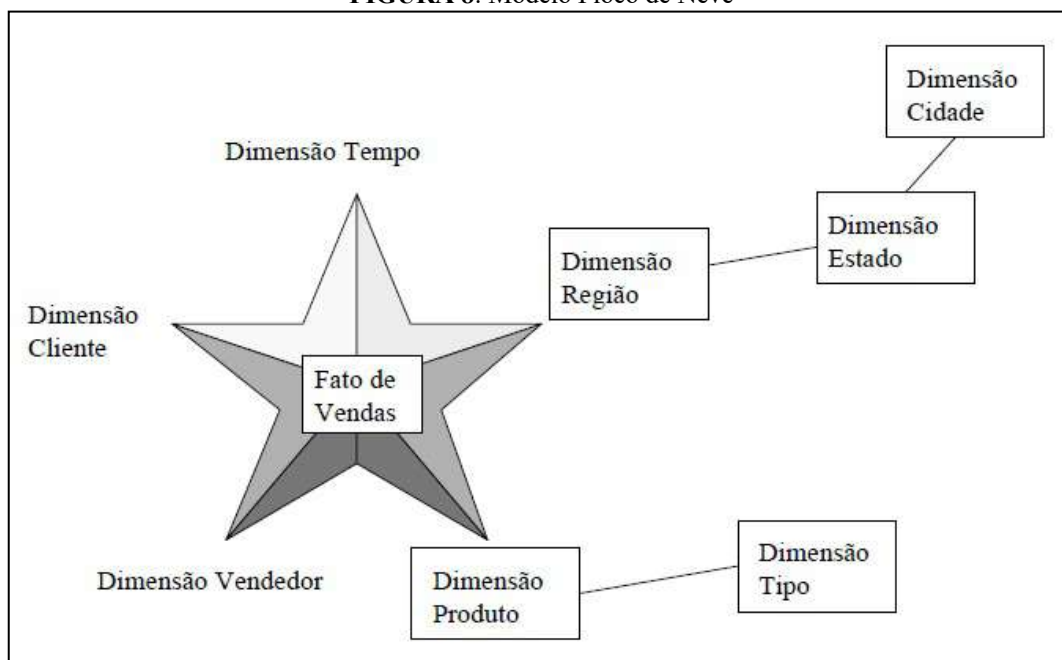 FIGURA 8: Modelo Floco de Neve
Dimensão
Cidade
Dimensão Tempo
Dimensão
Estado
Dimensão
Região
Dimensão
Cliente
Fato de
Vendas
Dimensão
Tipo
Dimensão Vendedor
Dimensão
Produto